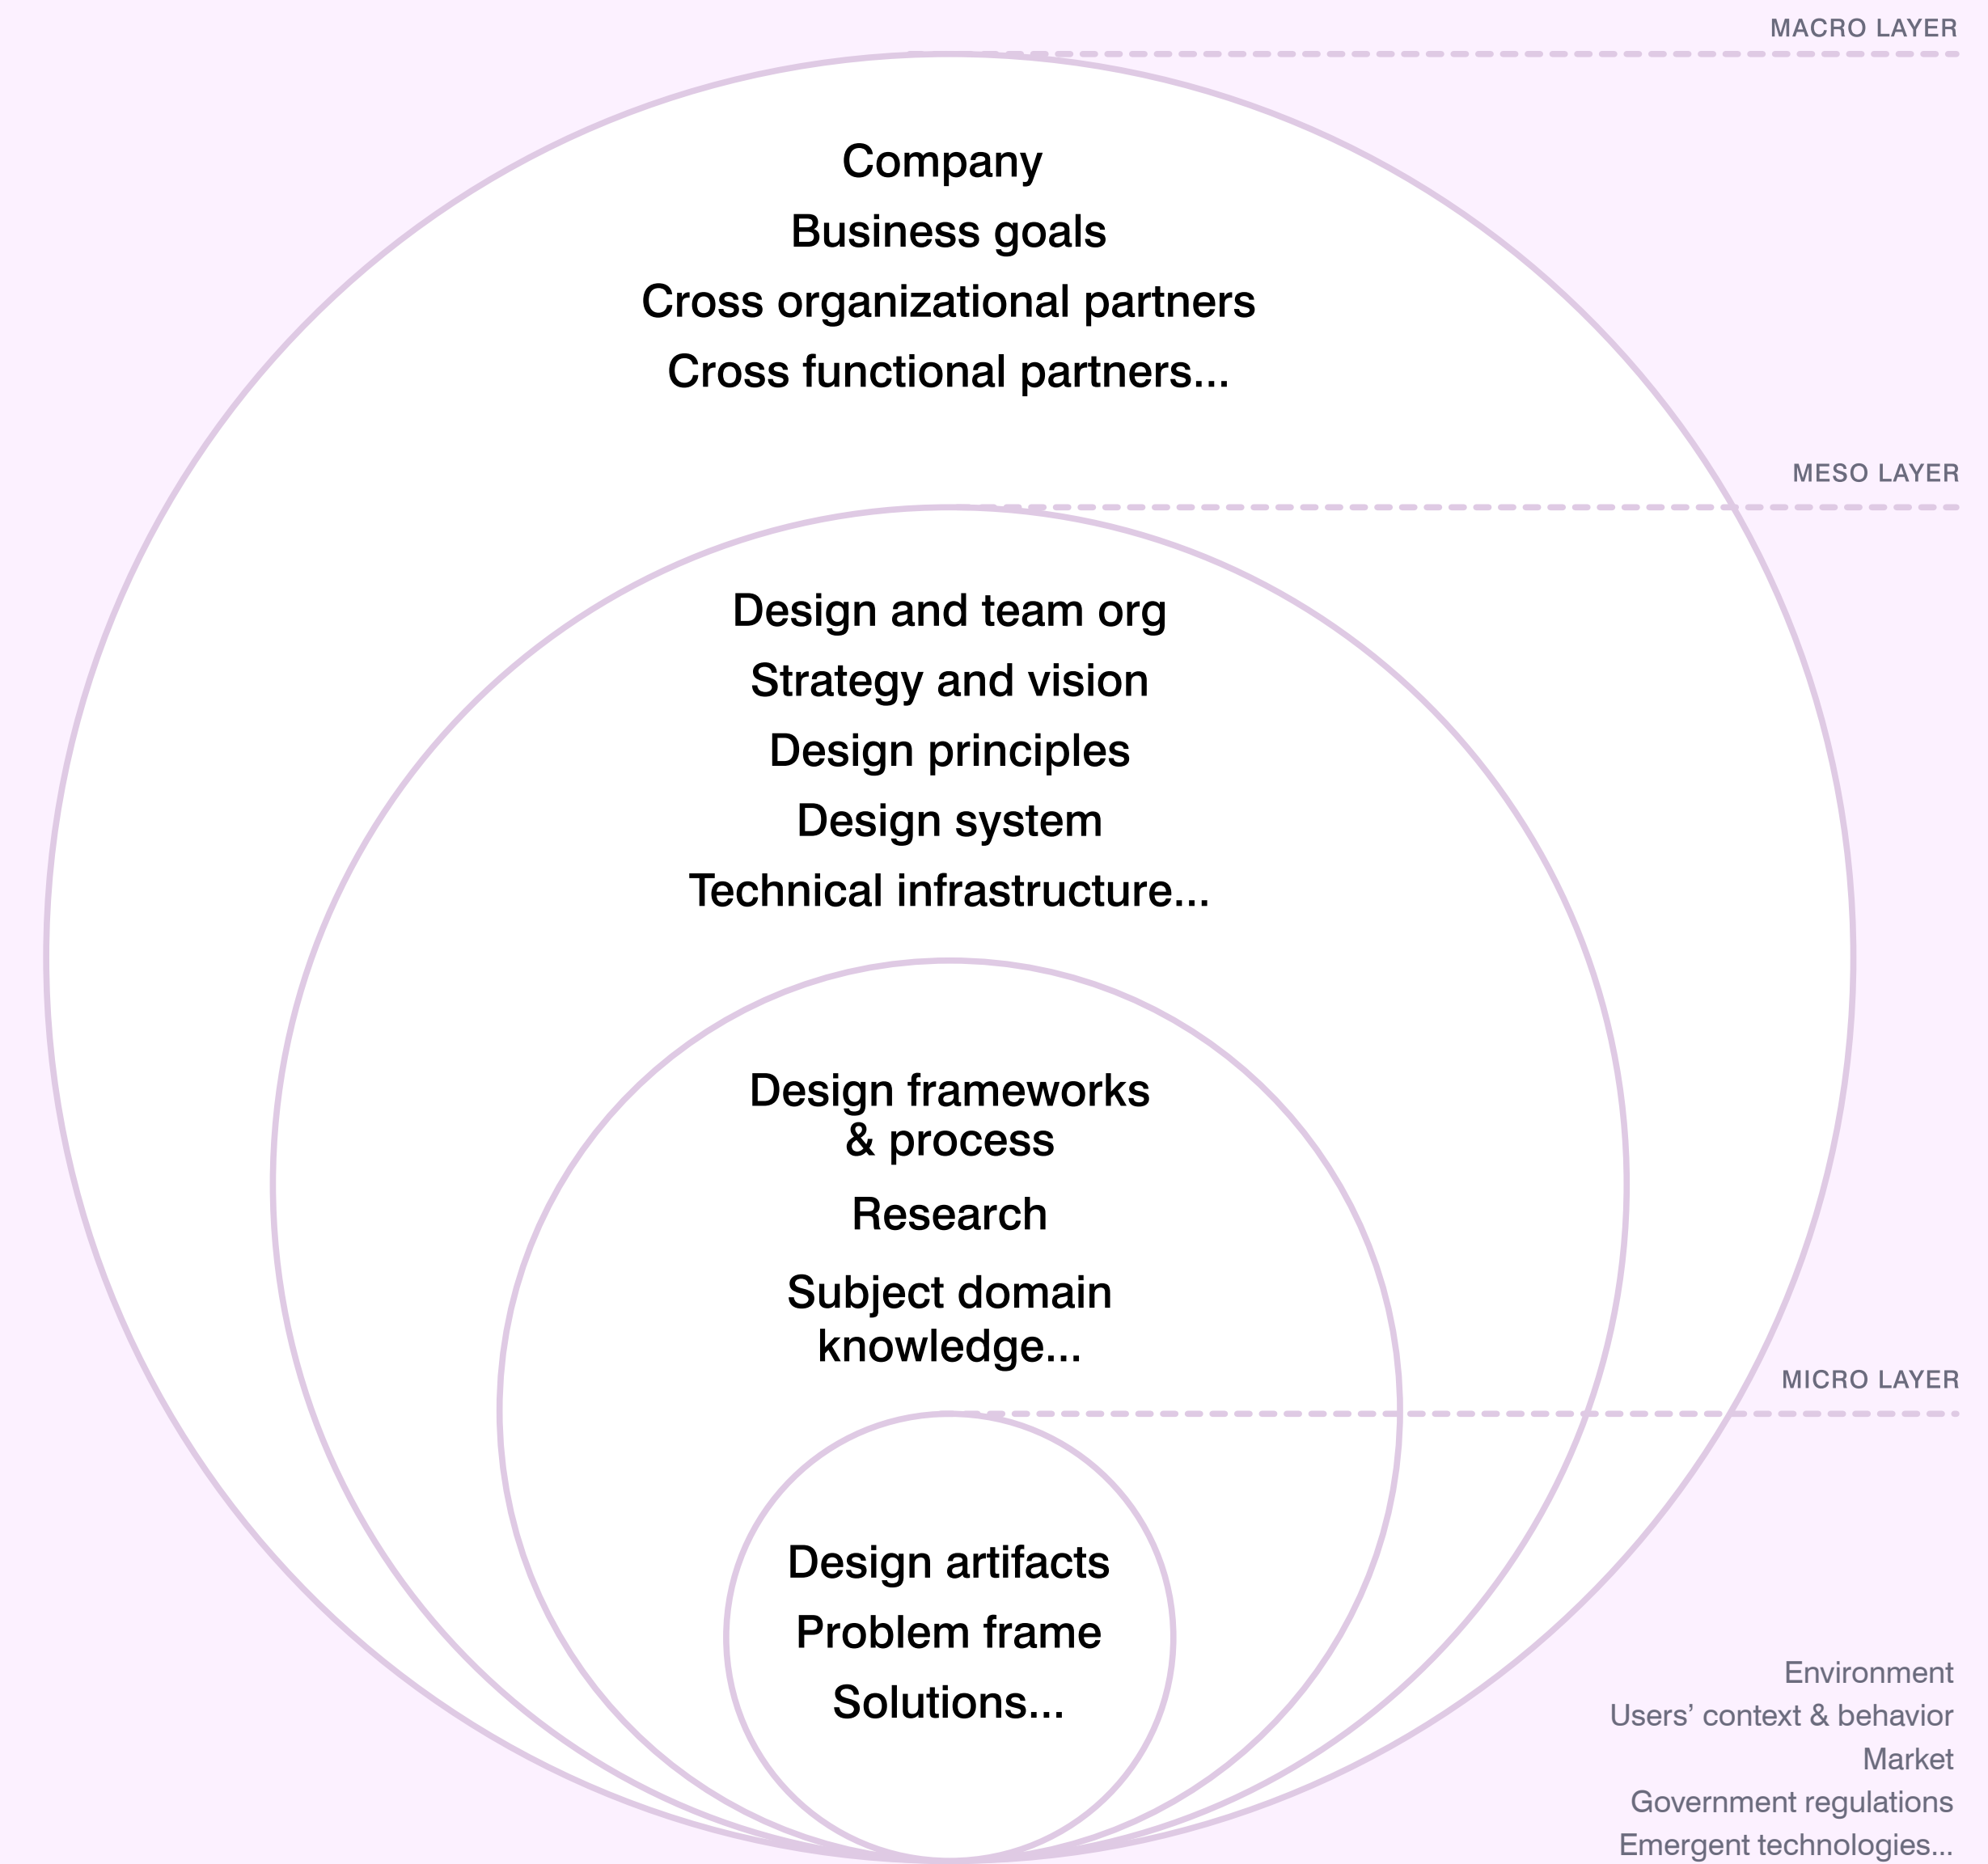 MACRO LAYER
Company
Business goals
Cross organizational partners
Cross functional partners...
MESO LAYER
Design and team org
Strategy and vision
Design principles
Design system
Technical infrastructure...
Design frameworks
& process
Research
Subject domain
knowledge...
MICRO LAYER
Design artifacts
Problem frame
Solutions...
Environment
Users’ context & behavior
Market
Government regulations
Emergent technologies...